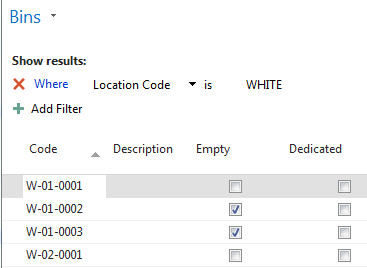 Bins
Show results:
Where Location Code is WHITE
Add Filter
Code Description Empty Dedicated
W-01-0001
W-01-0002
W-01-0003
W-02-0001